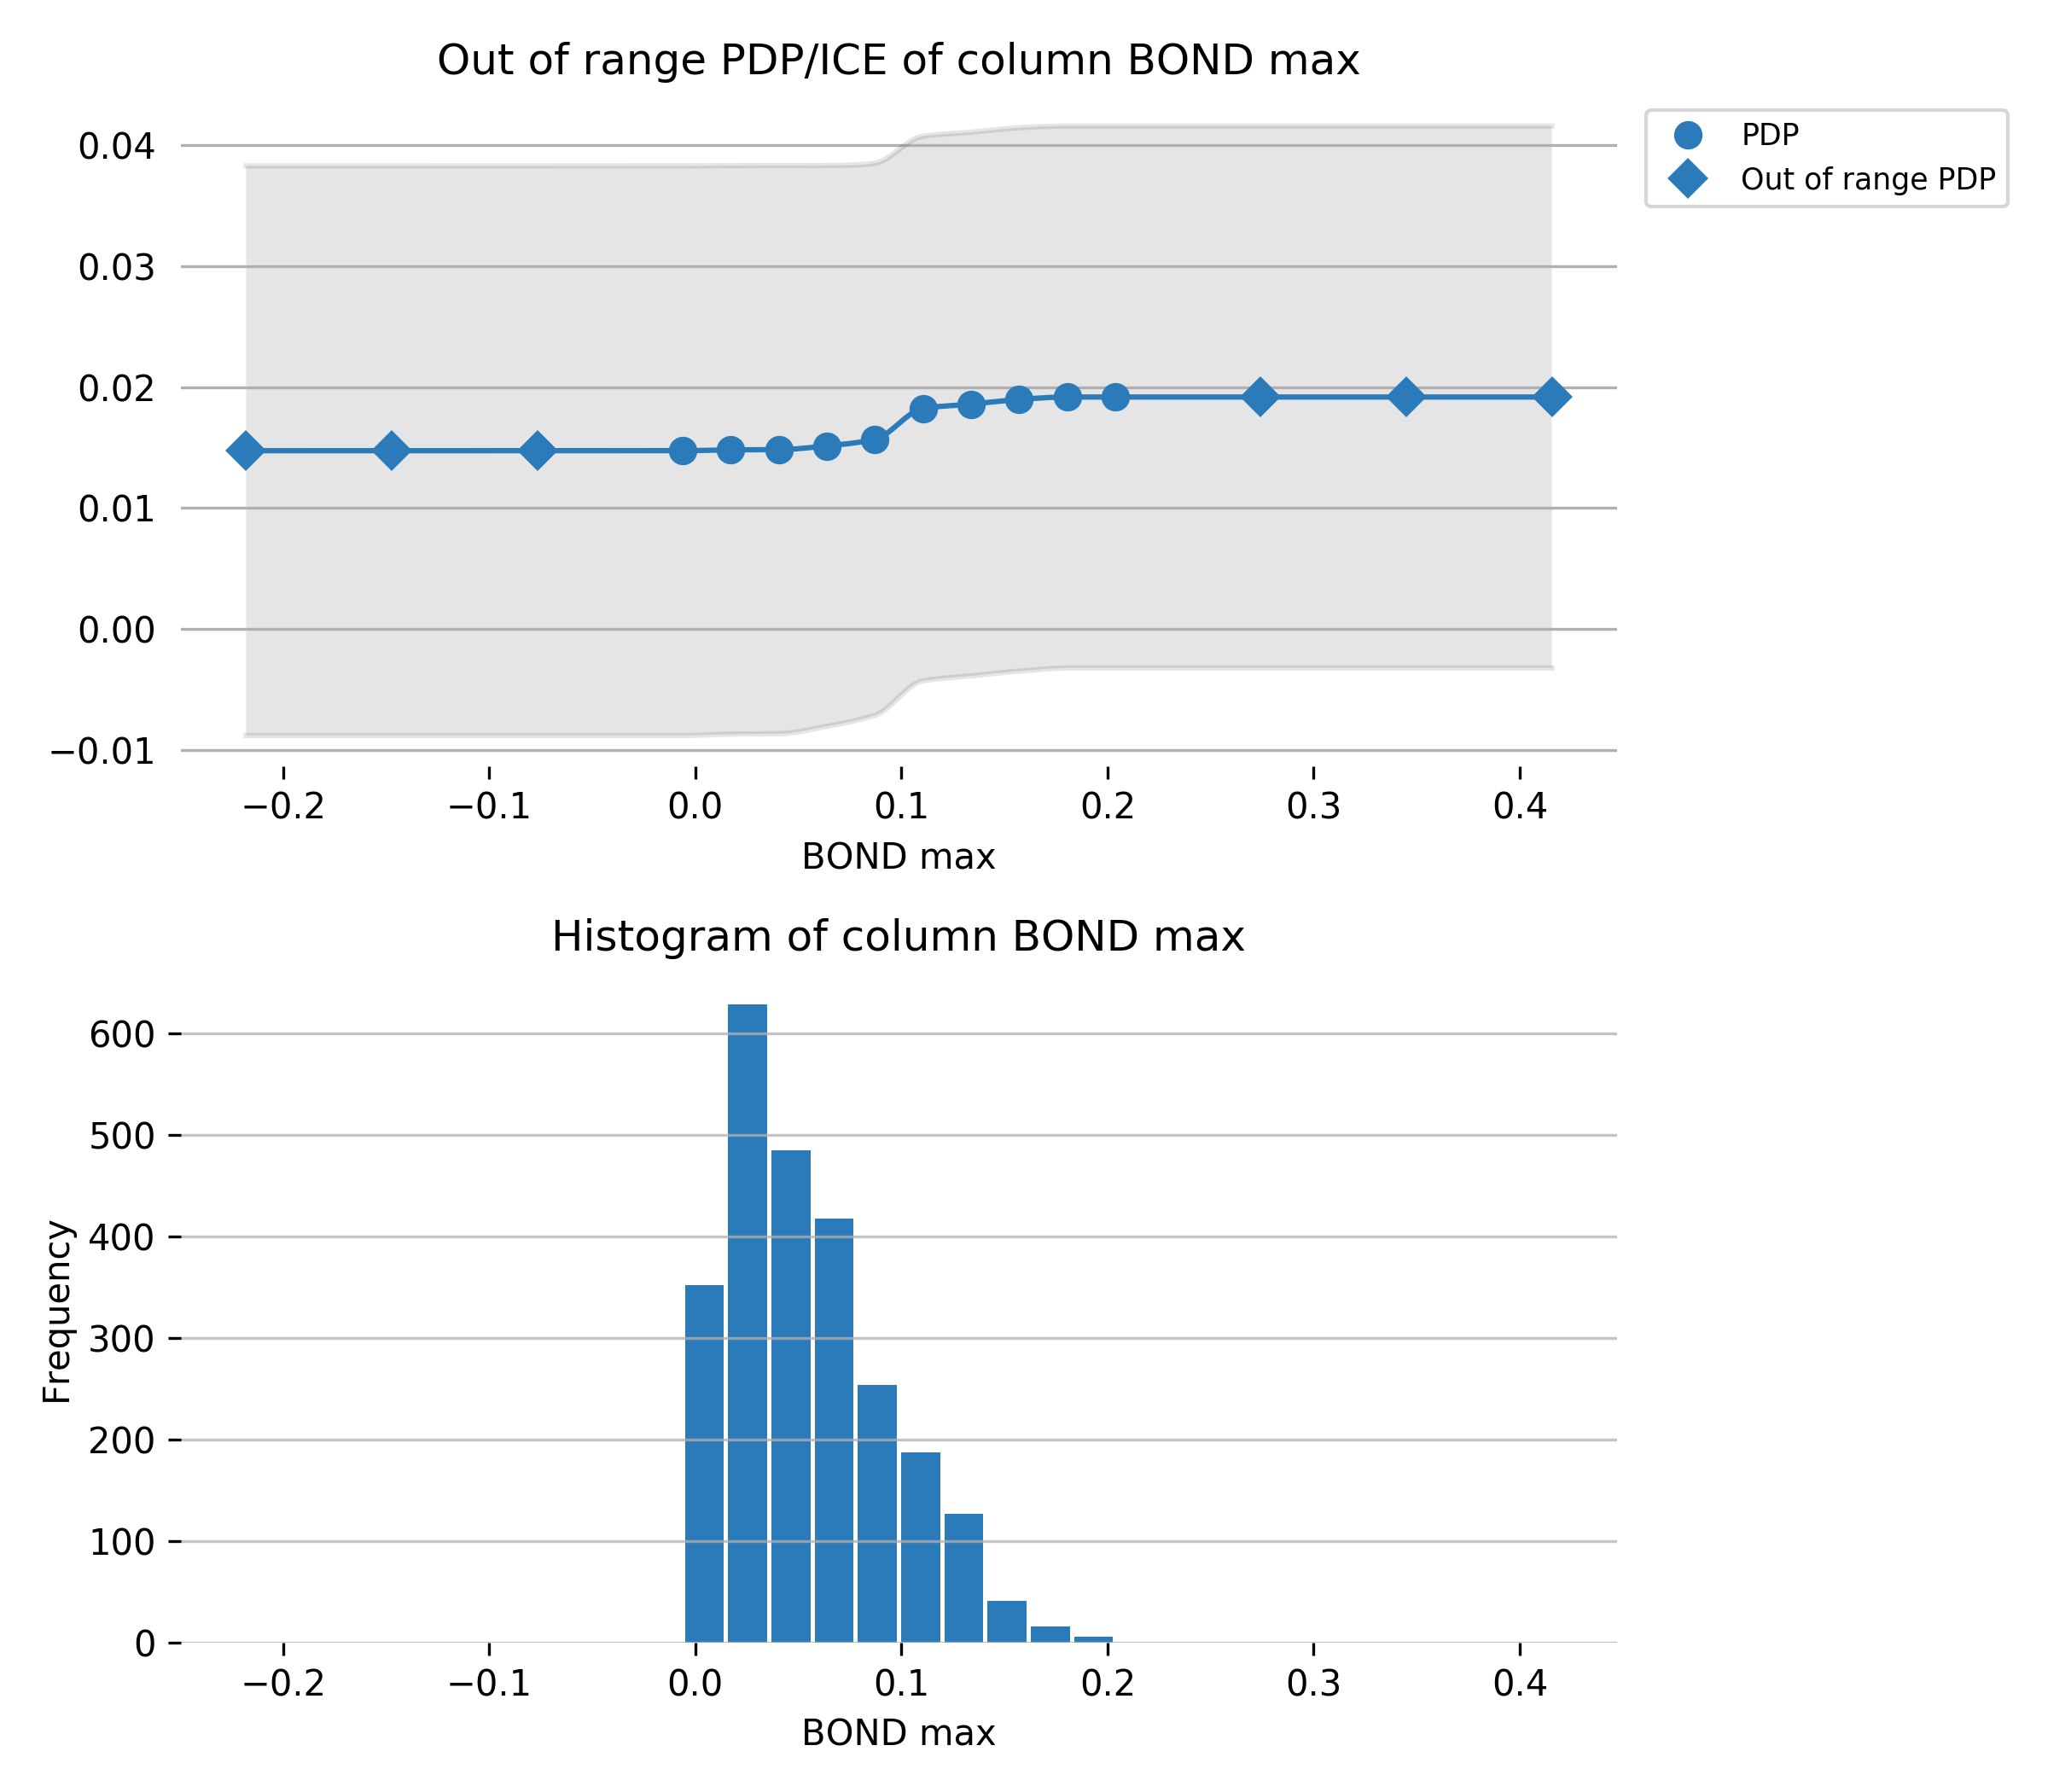 Out of range PDP/ICE of column BOND max
PDP
Out of range PDP
0.04
0.03
0.02
0.01
0.00
−0.01
−0.2 −0.1 0.0 0.1 0.2 0.3 0.4
BOND max
Histogram of column BOND max
Frequency
600
500
400
300
200
100
0
−0.2 −0.1 0.0 0.1 0.2 0.3 0.4
BOND max